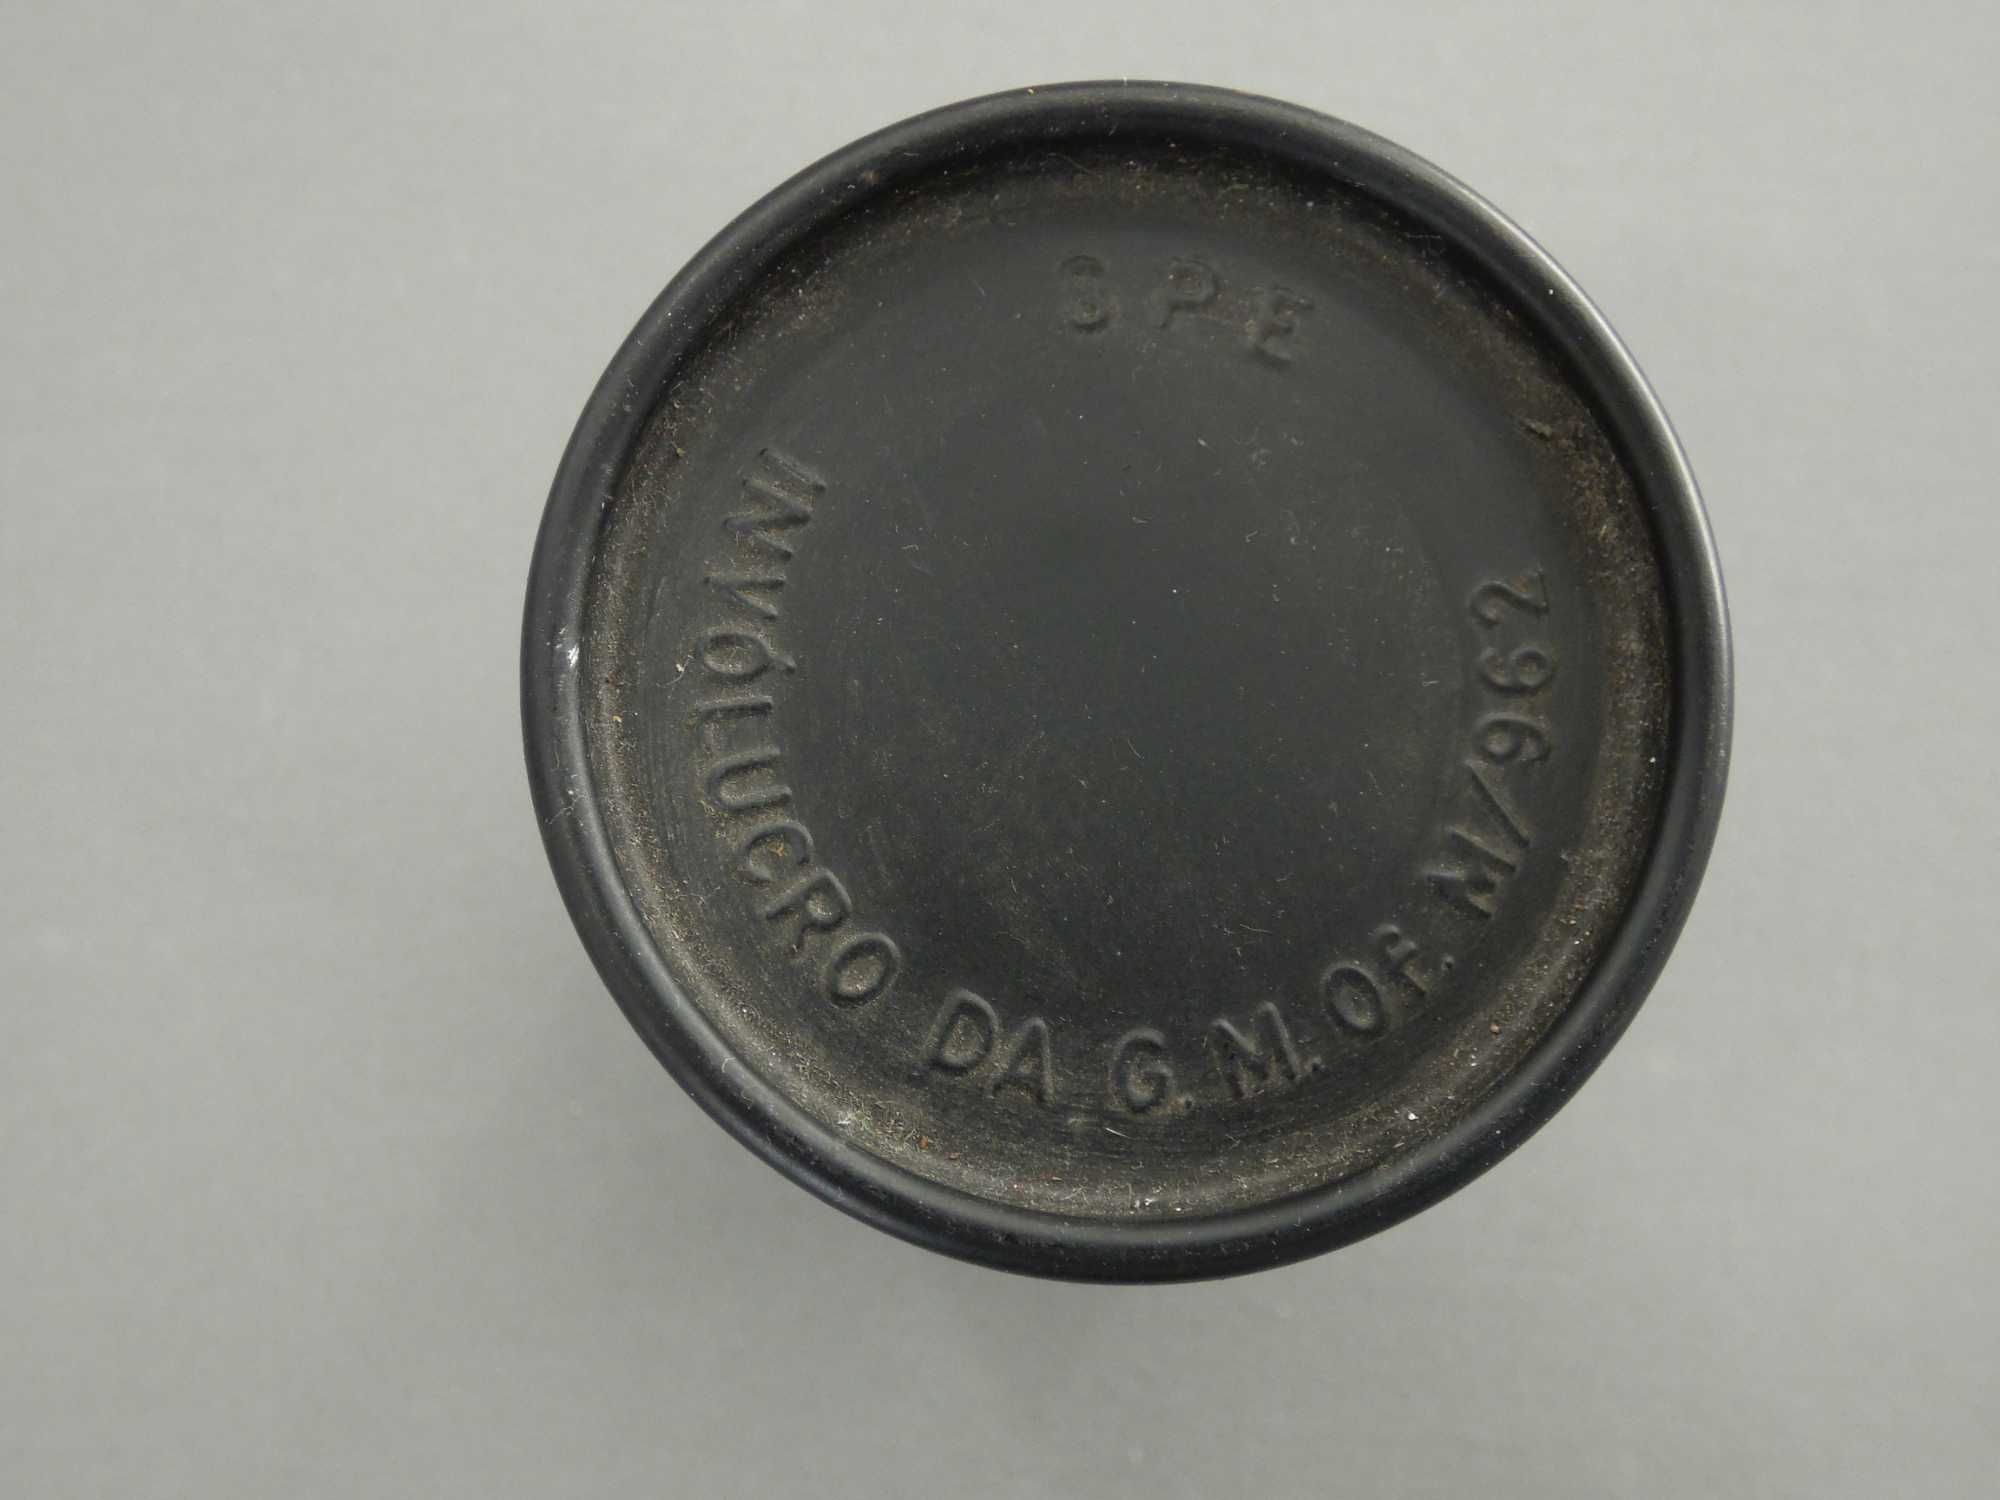 SPE
INVÓLUCRO DA G. M. Of. M/962